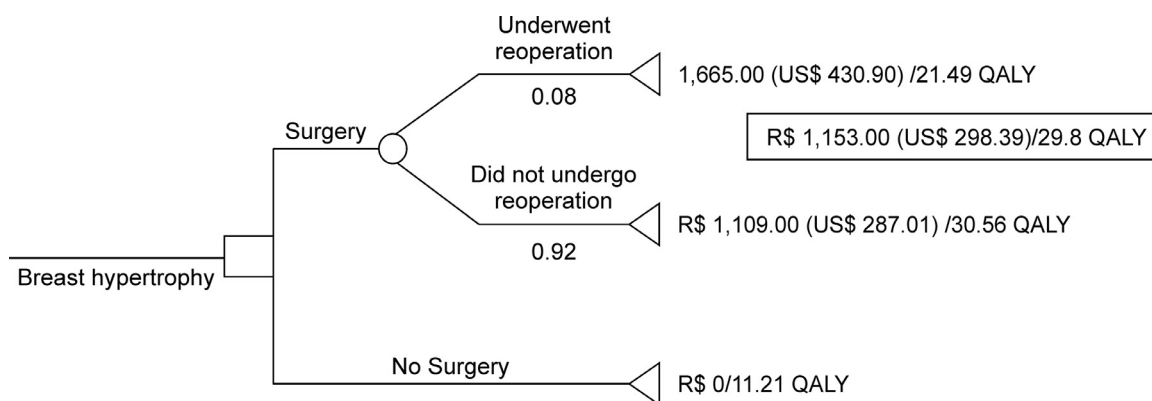 Underwent
reoperation
1,665.00 (US$ 430.90) /21.49 QALY
0.08
Surgery
R$ 1,153.00 (US$ 298.39)/29.8 QALY
Did not undergo
reoperation
R$ 1,109.00 (US$ 287.01) /30.56 QALY
0.92
Breast hypertrophy
No Surgery
R$ 0/11.21 QALY